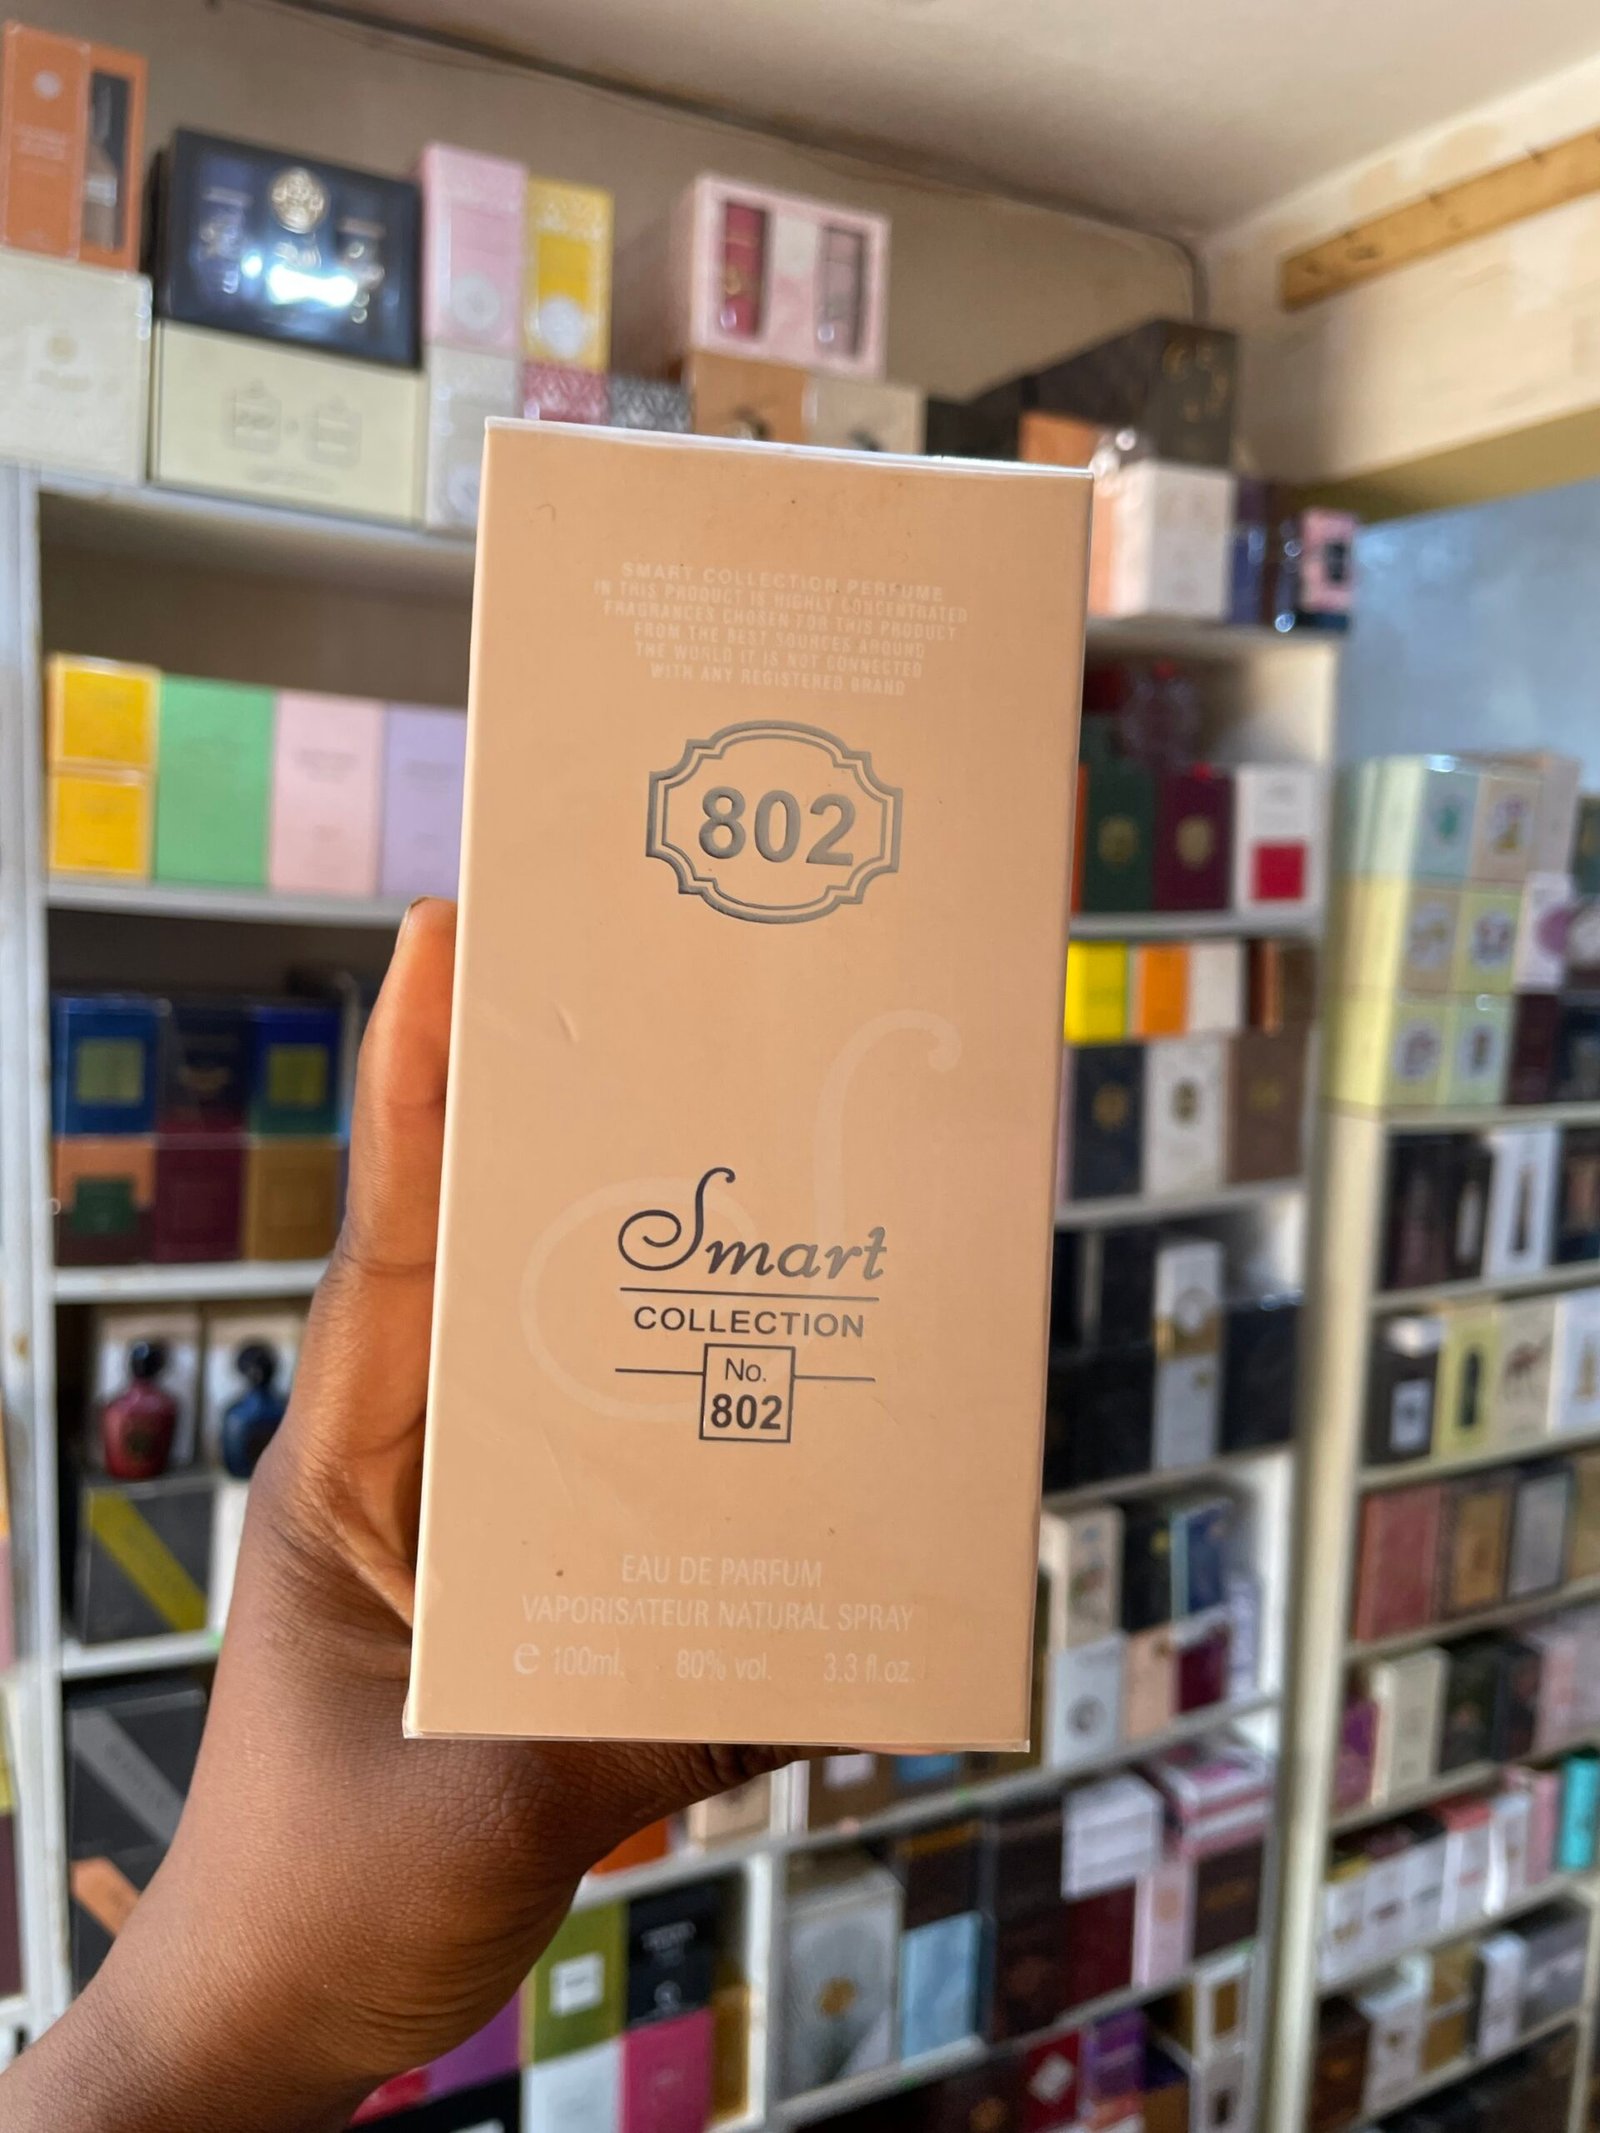 SMART COLLECTION PERFUME
IN THIS PRODUCT IS HIGHLY CONCENTRATED
FRAGRANCES CHOSEN FOR THIS PRODUCT
FROM THE BEST SOURCES AROUND
THE WORLD IT IS NOT CONNECTED
WITH ANY REGISTERED BRAND
802
Smart
COLLECTION
No.
802
EAU DE PARFUM
VAPORISATEUR NATURAL SPRAY
e 100ml. 80% vol. 3.3 fl.oz.